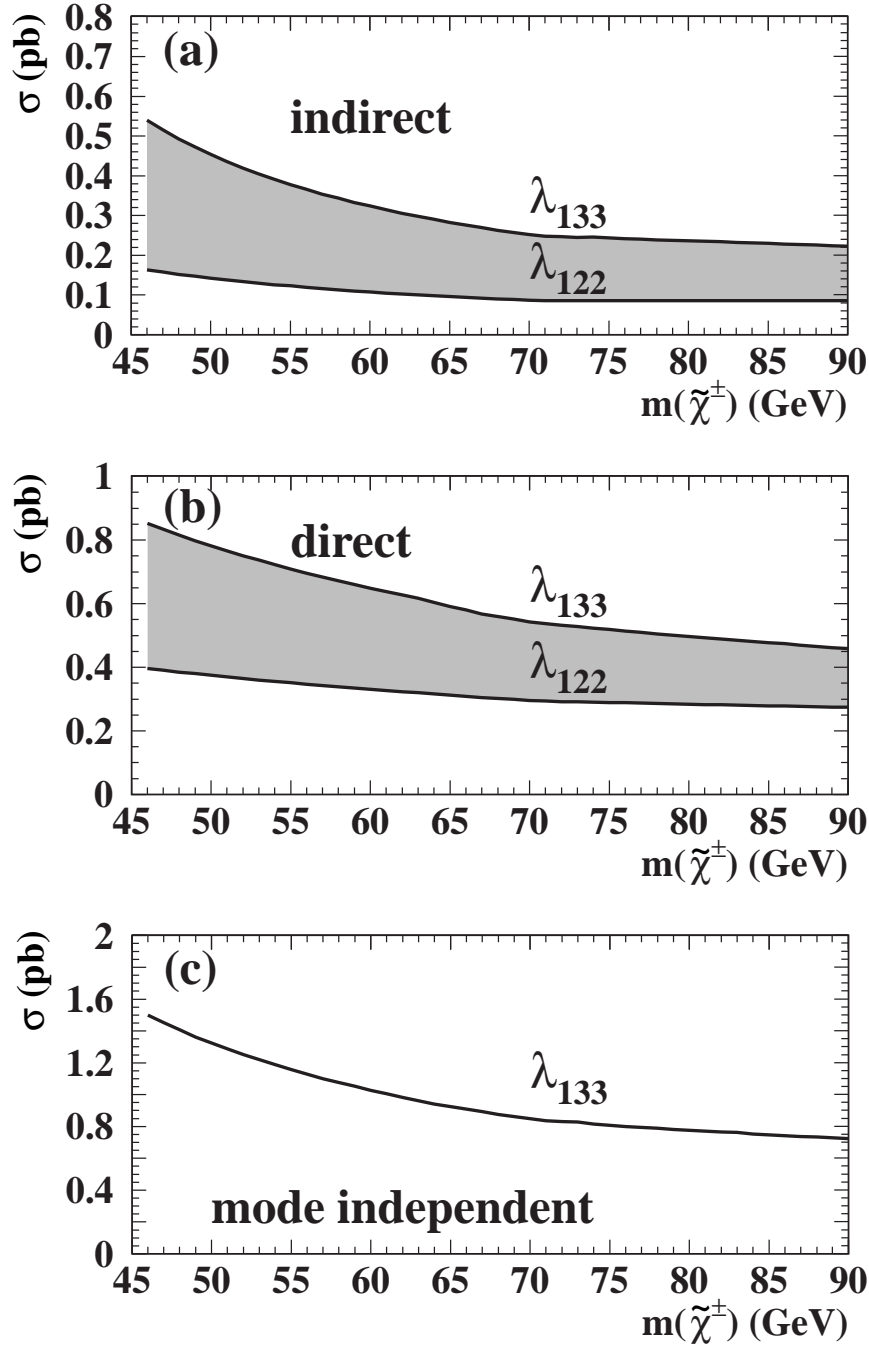 (a)
indirect
σ (pb)
0.8
0.7
0.6
0.5
0.4
0.3
0.2
0.1
0
λ133
λ122
45 50 55 60 65 70 75 80 85 90
m(χ̃±) (GeV)
(b)
direct
σ (pb)
1
0.8
0.6
0.4
0.2
0
λ133
λ122
45 50 55 60 65 70 75 80 85 90
m(χ̃±) (GeV)
(c)
σ (pb)
2
1.6
1.2
0.8
0.4
0
λ133
mode independent
45 50 55 60 65 70 75 80 85 90
m(χ̃±) (GeV)